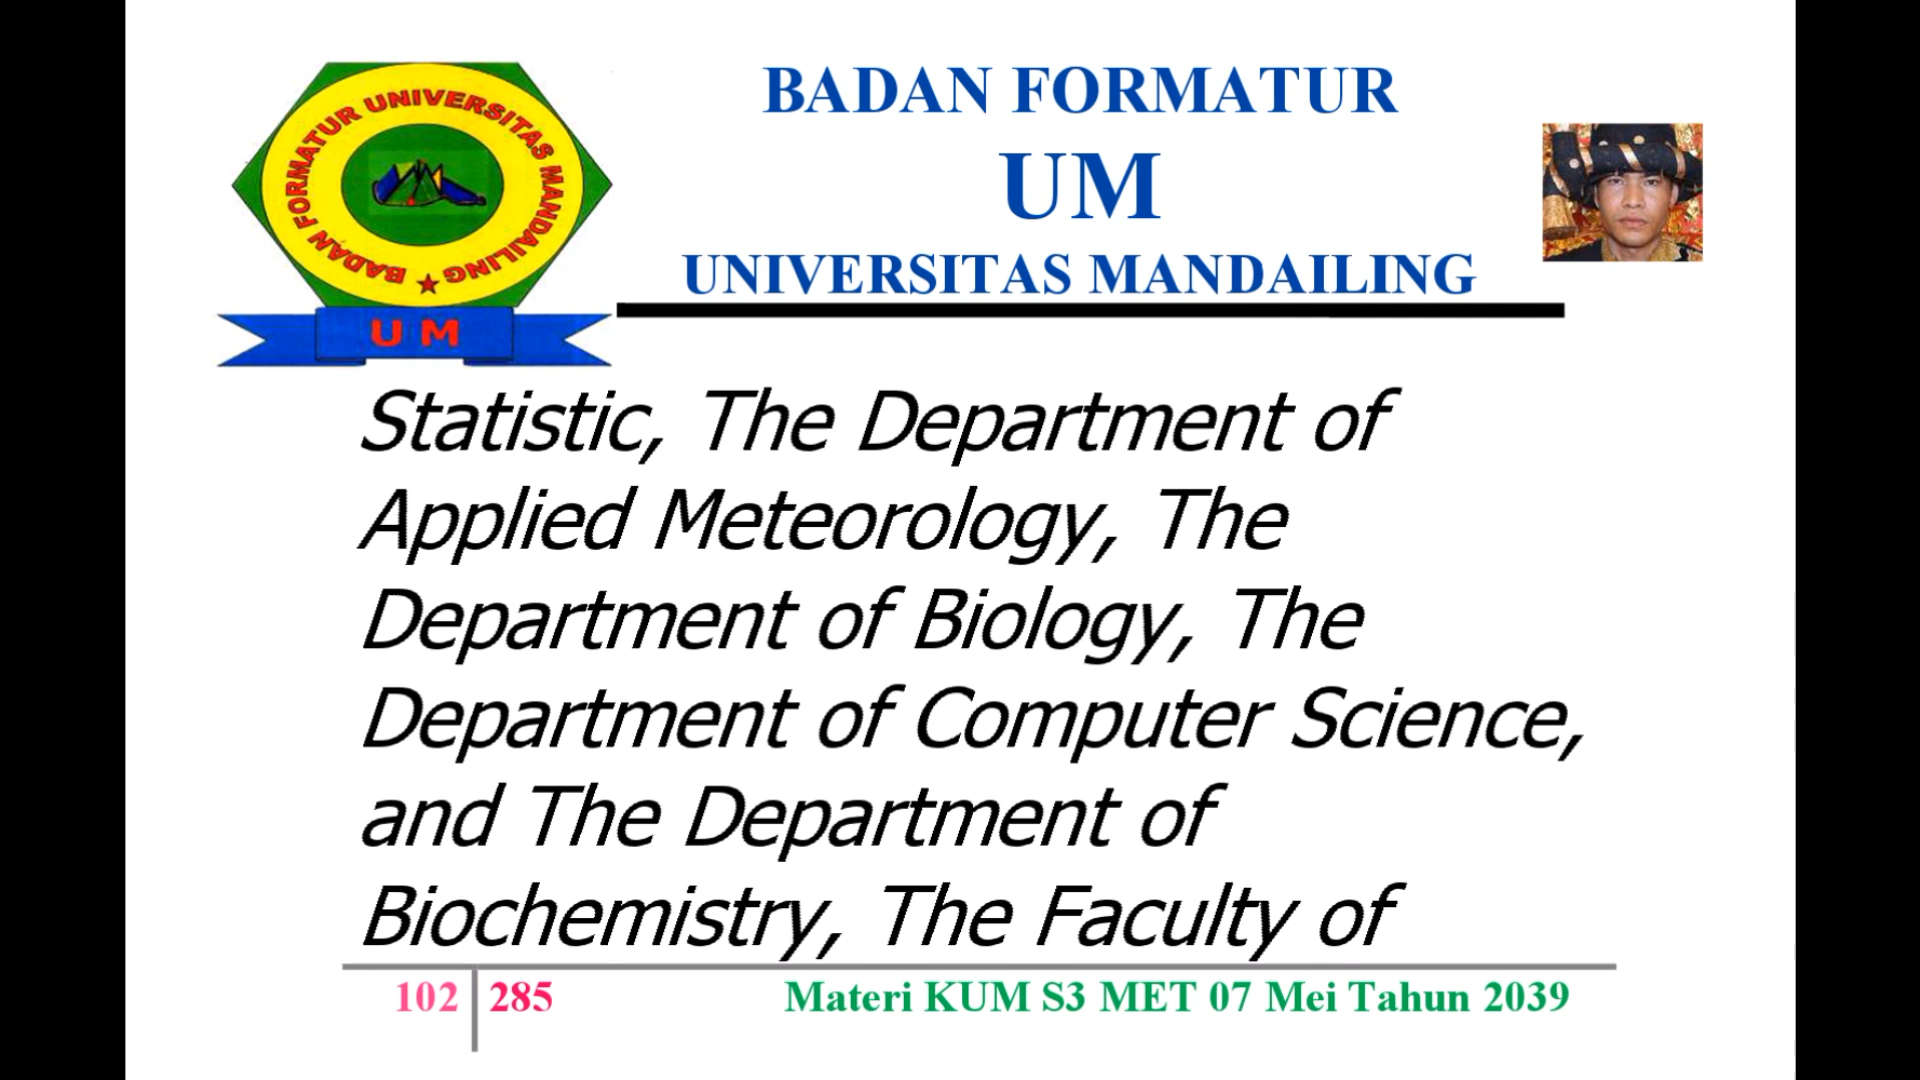 BADAN FORMATUR UNIVERSITAS MANDAILING
U M
BADAN FORMATUR
UM
UNIVERSITAS MANDAILING
Statistic, The Department of
Applied Meteorology, The
Department of Biology, The
Department of Computer Science,
and The Department of
Biochemistry, The Faculty of
102 285 Materi KUM S3 MET 07 Mei Tahun 2039